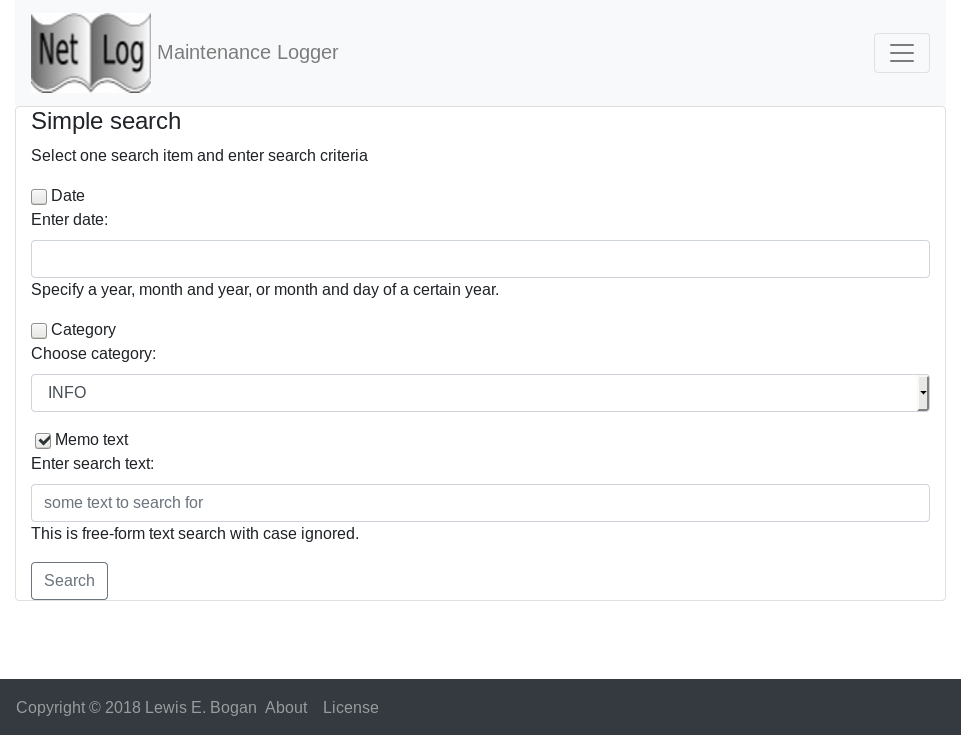 Net Log Maintenance Logger
Simple search
Select one search item and enter search criteria
Date
Enter date:
Specify a year, month and year, or month and day of a certain year.
Category
Choose category:
INFO
Memo text
Enter search text:
some text to search for
This is free-form text search with case ignored.
Search
Copyright © 2018 Lewis E. Bogan About License